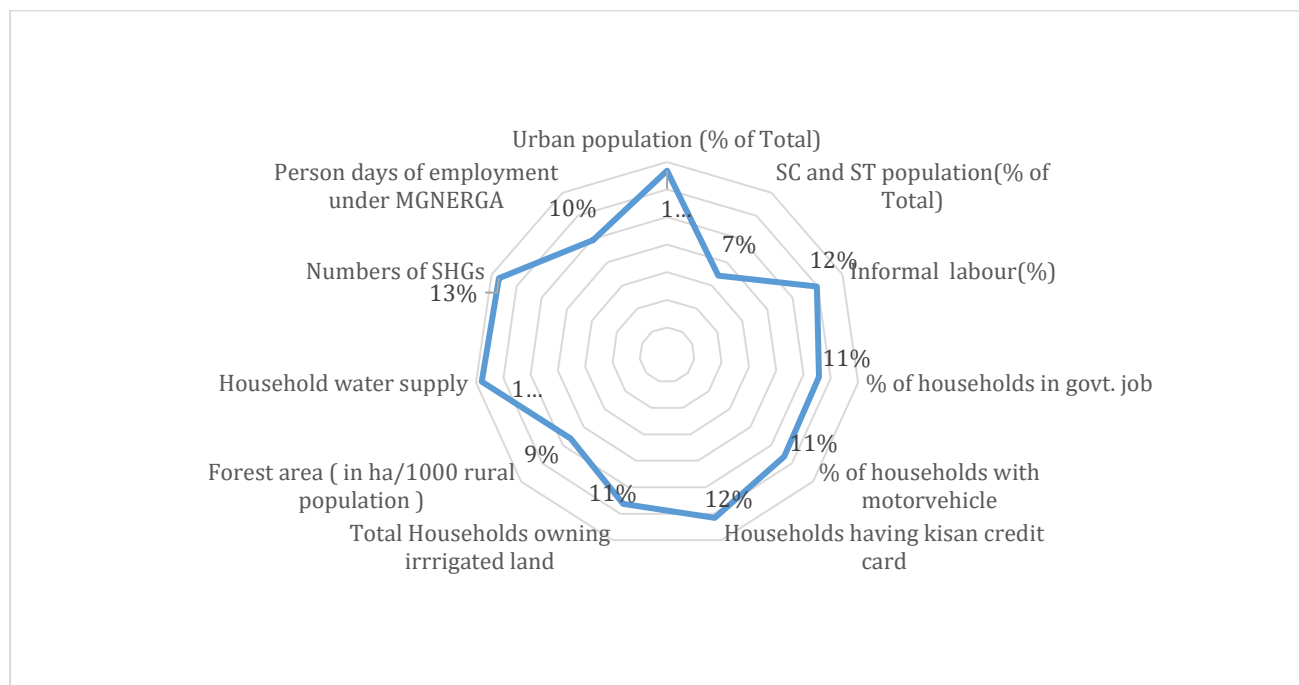 Urban population (% of Total)
1...
SC and ST population(% of
Total)
7%
12%
Informal labour(%)
11%
% of households in govt. job
11%
% of households with
motorvehicle
12%
Households having kisan credit
card
11%
Total Households owning
irrrigated land
9%
Forest area ( in ha/1000 rural
population )
1...
Household water supply
Numbers of SHGs
13%
Person days of employment
under MGNERGA
10%